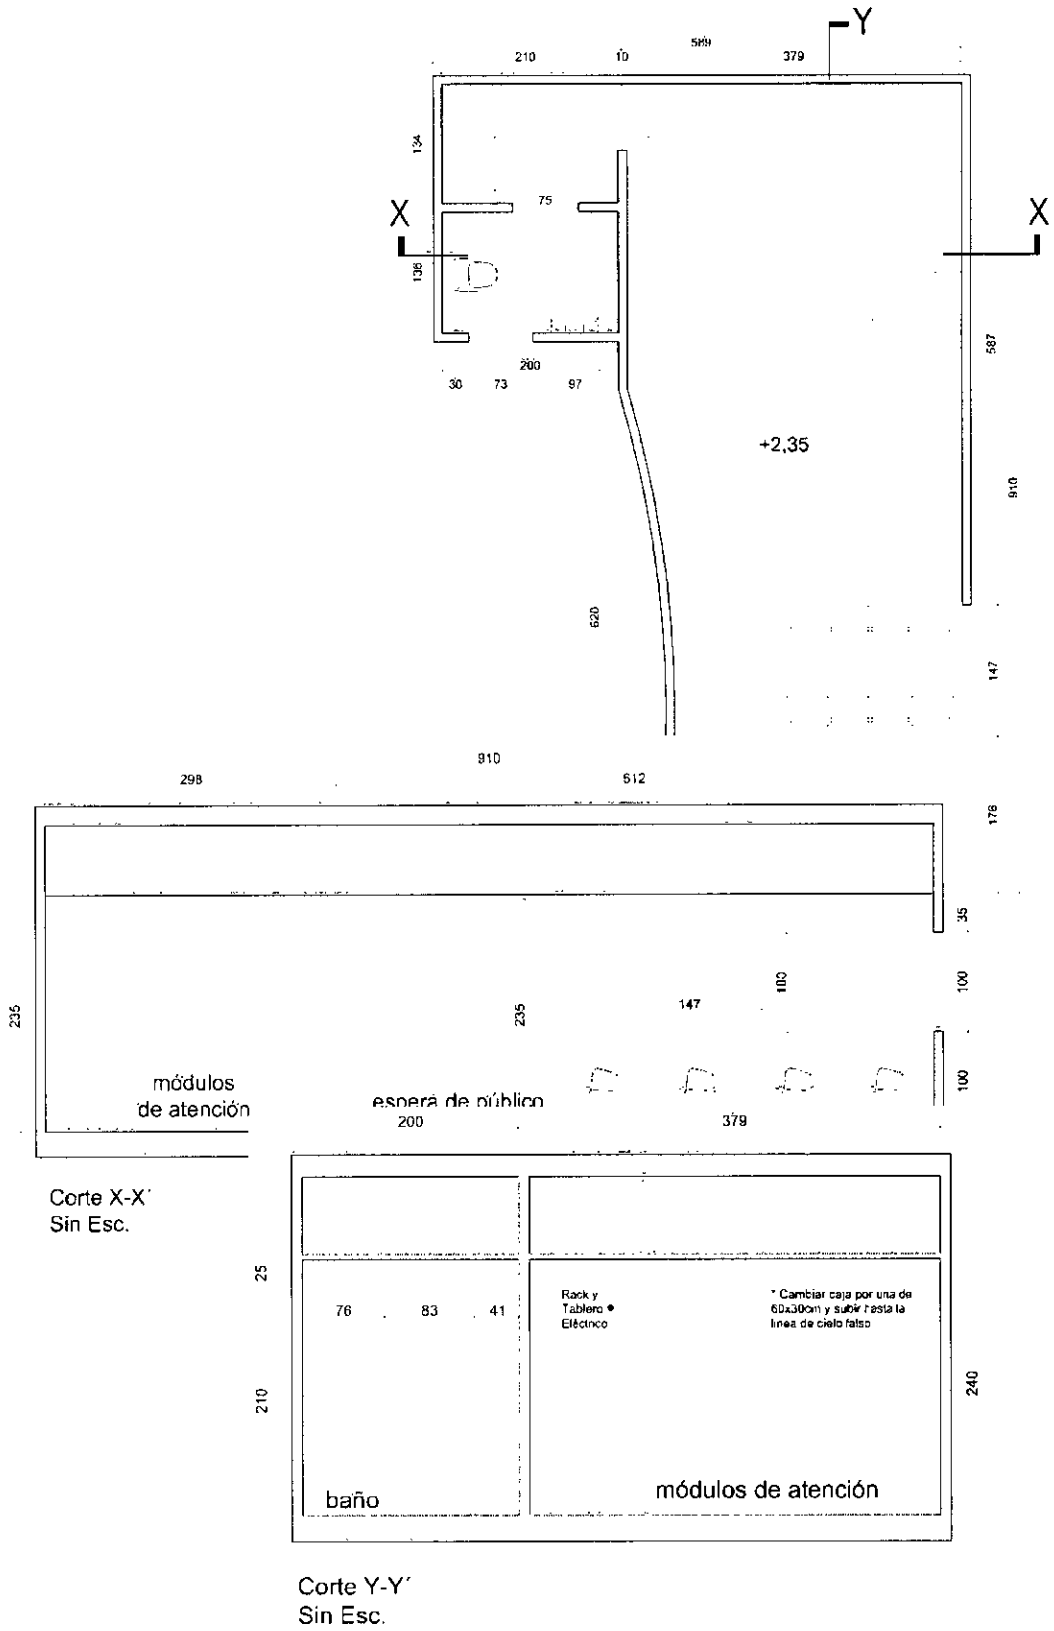 Y
589
210
10
379
134
75
X
X
136
200
30
73
97
587
+2,35
910
620
147
910
298
612
176
35
235
235
147
100
100
módulos
de atención
espera de público
100
200
379
Corte X-X´
Sin Esc.
25
76
83
41
Rack y
Tablero
Eléctrico
* Cambiar caja por una de
60x30cm y subir hasta la
linea de cielo falso
210
240
baño
módulos de atención
Corte Y-Y´
Sin Esc.